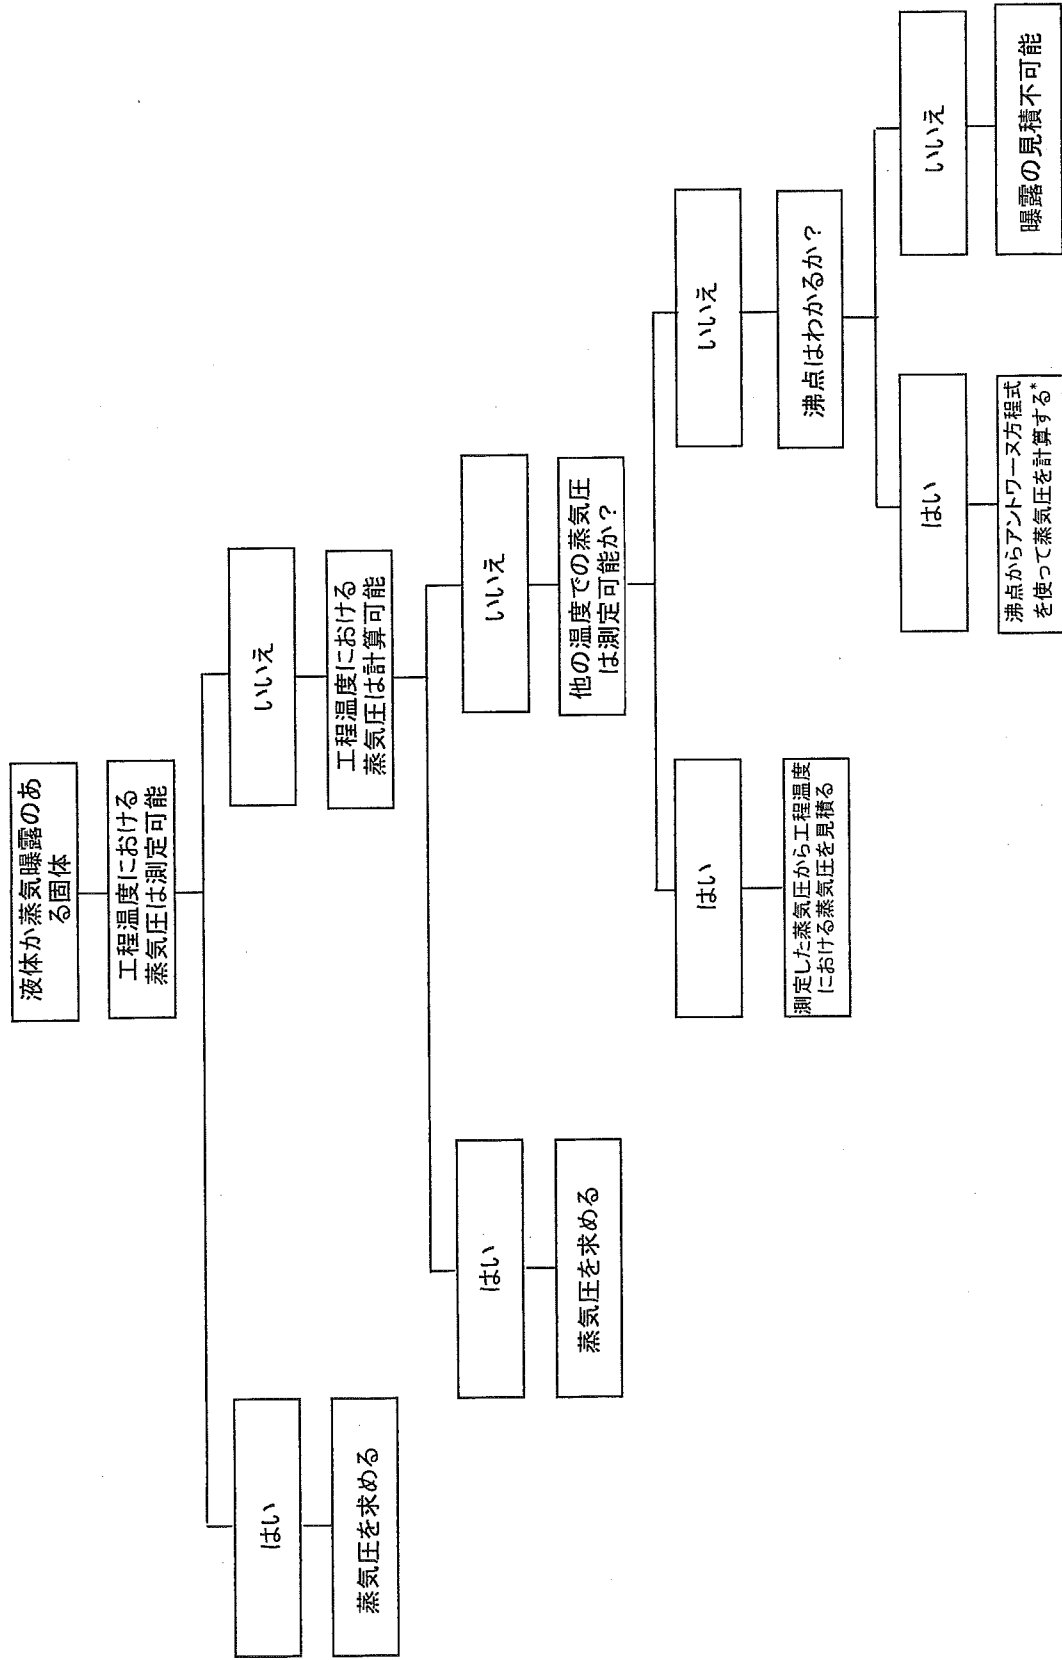 液体か蒸気曝露のあ
る固体
工程温度における
蒸気圧は測定可能
はい
蒸気圧を求める
いいえ
工程温度における
蒸気圧は計算可能
はい
蒸気圧を求める
いいえ
他の温度での蒸気圧
は測定可能か？
はい
測定した蒸気圧から工程温度
における蒸気圧を見積る
いいえ
沸点はわかるか？
はい
沸点からアントワーヌ方程式
を使って蒸気圧を計算する*
いいえ
曝露の見積不可能